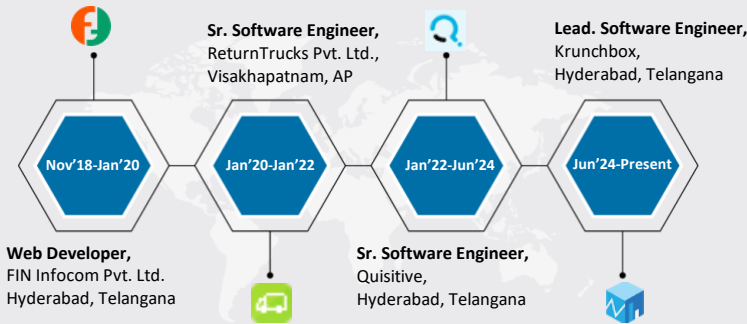 Sr. Software Engineer,
ReturnTrucks Pvt. Ltd.,
Visakhapatnam, AP
Lead. Software Engineer,
Krunchbox,
Hyderabad, Telangana
Nov’18-Jan’20
Jan’20-Jan’22
Jan’22-Jun’24
Jun’24-Present
Web Developer,
FIN Infocom Pvt. Ltd.
Hyderabad, Telangana
Sr. Software Engineer,
Quisitive,
Hyderabad, Telangana